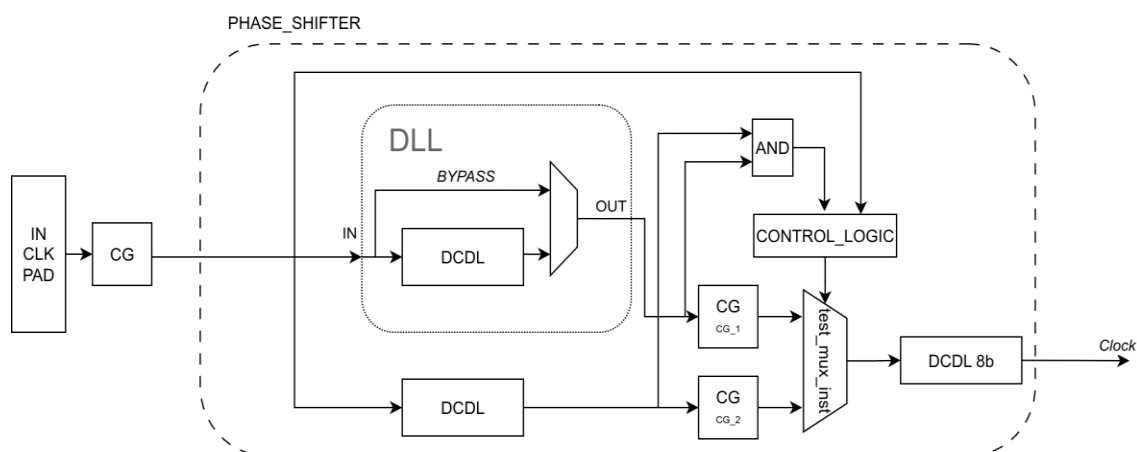 PHASE_SHIFTER
DLL
AND
BYPASS
OUT
IN
CLK
PAD
CG
IN
DCDL
CONTROL_LOGIC
CG
CG_1
test_mux_inst
DCDL 8b
Clock
DCDL
CG
CG_2